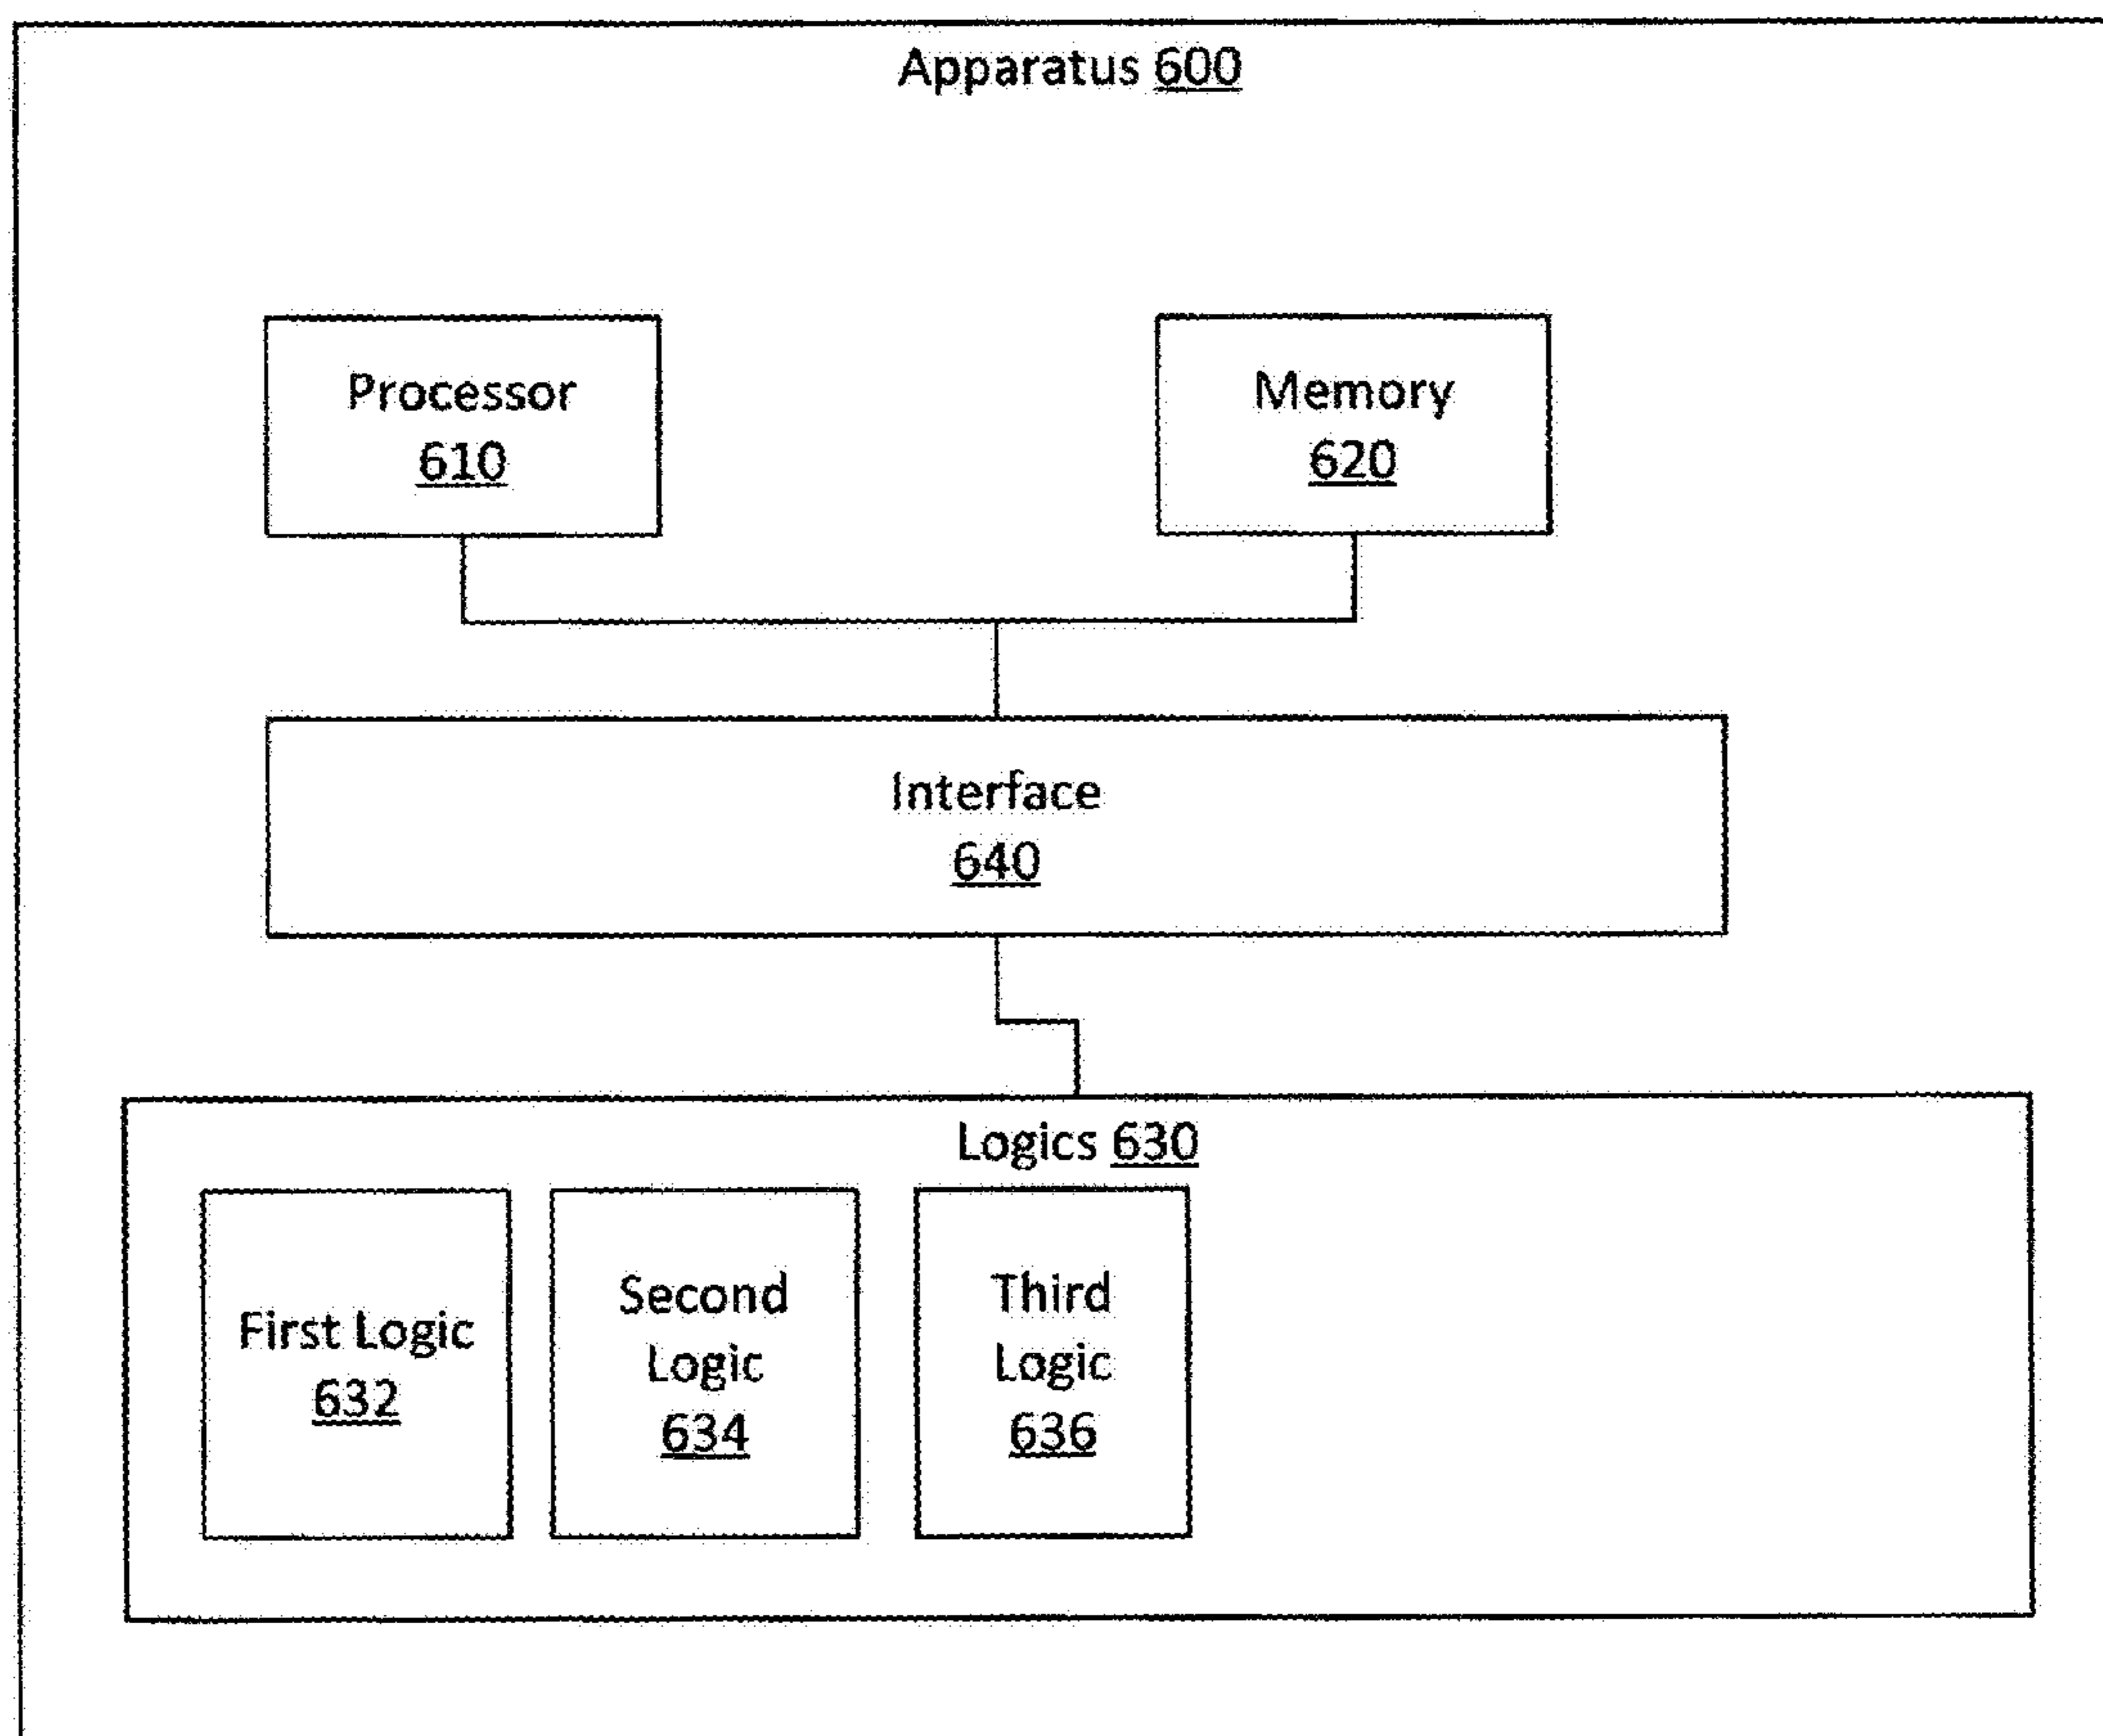 Apparatus 600
Processor
610
Memory
620
Interface
640
Logics 630
First Logic
632
Second
Logic
634
Third
Logic
636